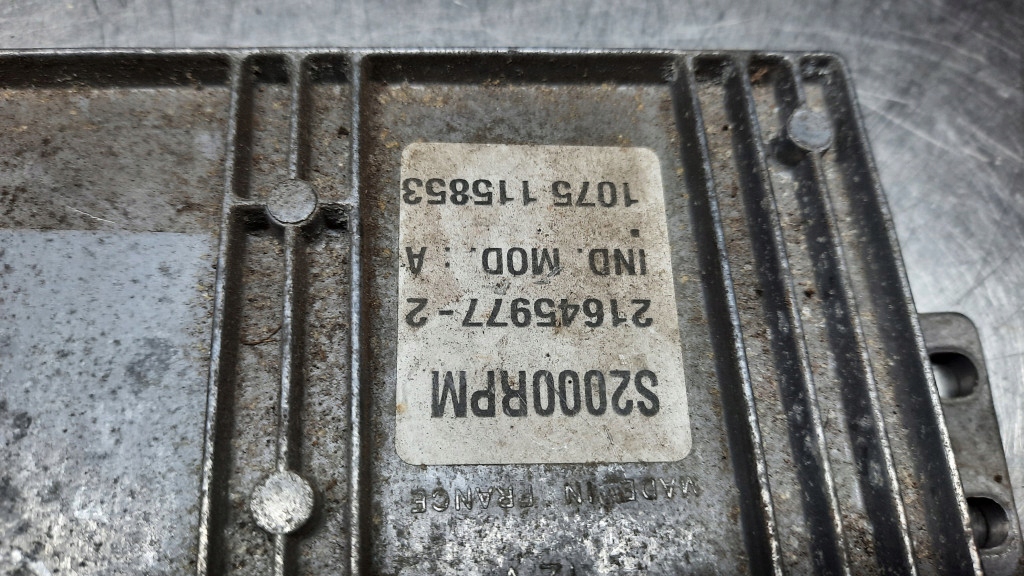 MADE IN FRANCE
S2000RPM
21645977-2
IND. MOD. : A
1075 115853